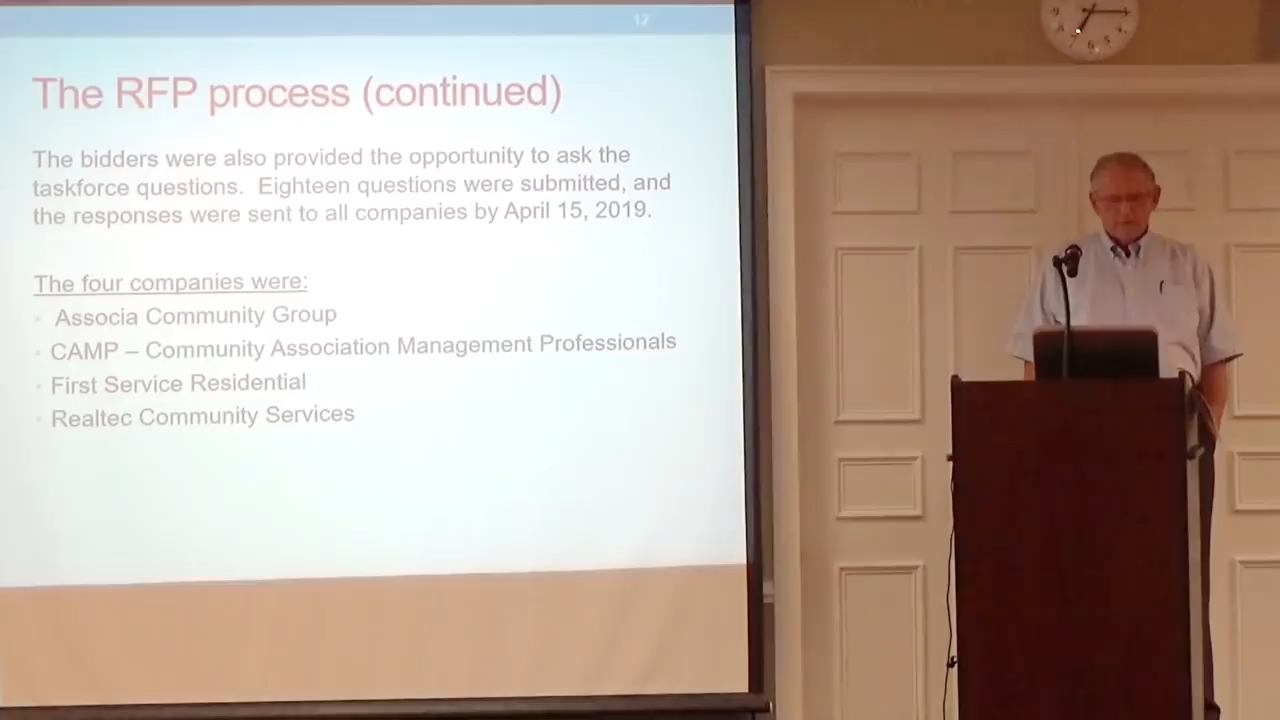 12
The RFP process (continued)
The bidders were also provided the opportunity to ask the
taskforce questions. Eighteen questions were submitted, and
the responses were sent to all companies by April 15, 2019.
The four companies were:
Associa Community Group
CAMP – Community Association Management Professionals
First Service Residential
Realtec Community Services